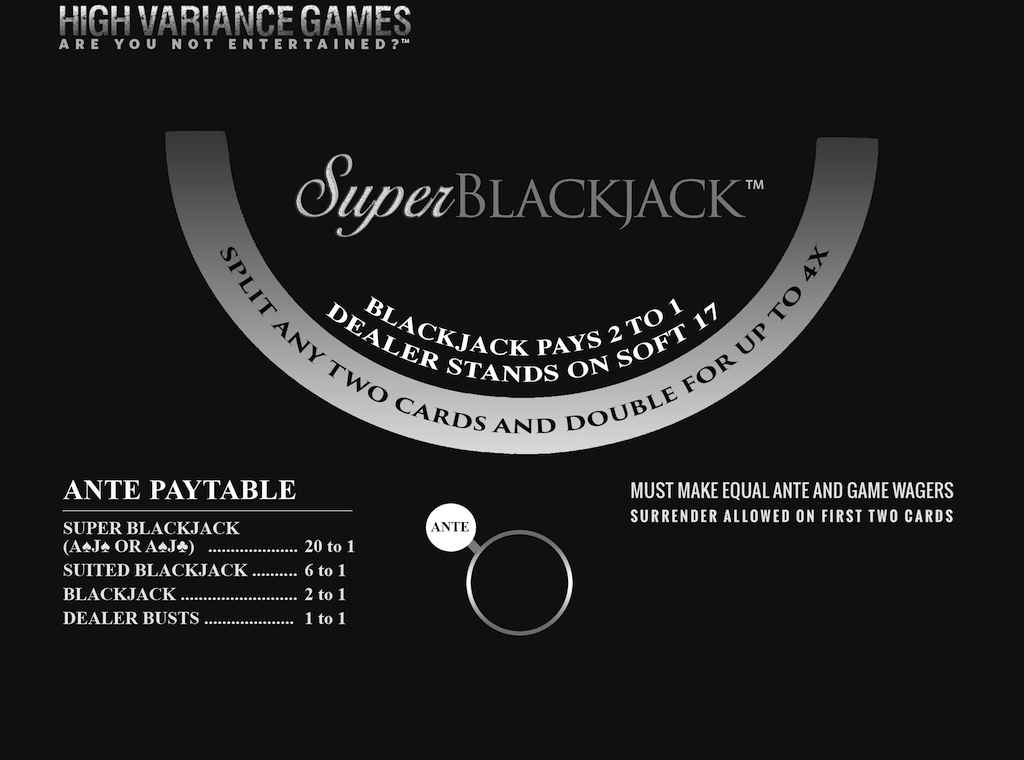 HIGH VARIANCE GAMES
ARE YOU NOT ENTERTAINED?™
SuperBLACKJACK™
BLACKJACK PAYS 2 TO 1
DEALER STANDS ON SOFT 17
SPLIT ANY TWO CARDS AND DOUBLE FOR UP TO 4X
ANTE PAYTABLE
SUPER BLACKJACK
(A♠J♠ OR A♠J♣) ..................... 20 to 1
SUITED BLACKJACK .......... 6 to 1
BLACKJACK ........................... 2 to 1
DEALER BUSTS ..................... 1 to 1
ANTE
MUST MAKE EQUAL ANTE AND GAME WAGERS
SURRENDER ALLOWED ON FIRST TWO CARDS